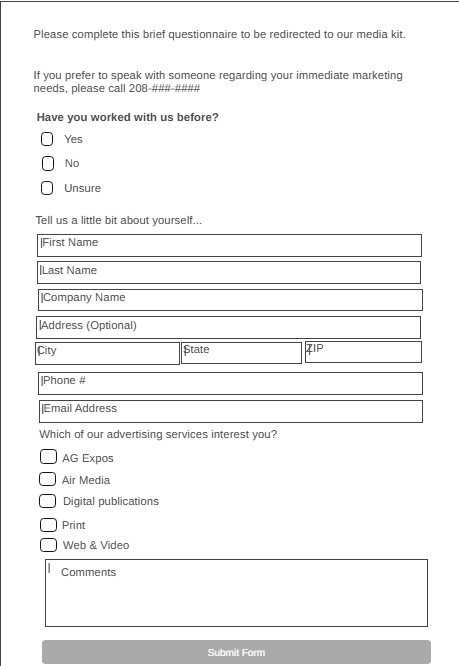 Please complete this brief questionnaire to be redirected to our media kit.
If you prefer to speak with someone regarding your immediate marketing
needs, please call 208-###-####
Have you worked with us before?
Yes
No
Unsure
Tell us a little bit about yourself...
First Name
Last Name
Company Name
Address (Optional)
City State ZIP
Phone #
Email Address
Which of our advertising services interest you?
AG Expos
Air Media
Digital publications
Print
Web & Video
Comments
Submit Form